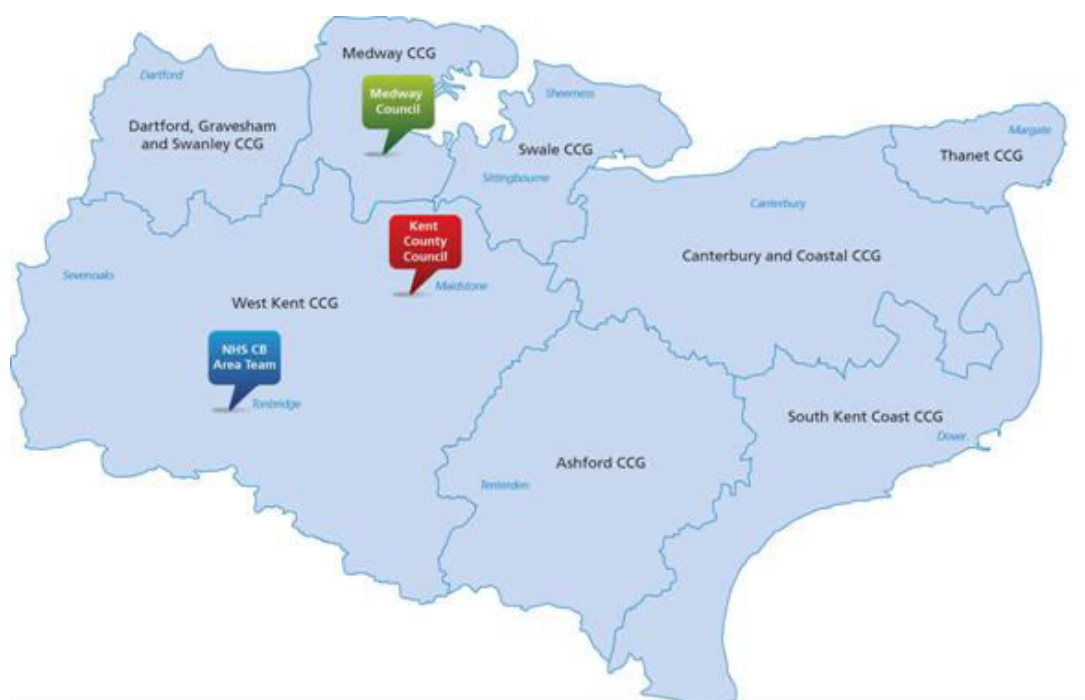 Medway CCG
Dartford
Medway
Council
Sheerness
Dartford, Gravesham
and Swanley CCG
Margate
Swale CCG
Thanet CCG
Sittingbourne
Canterbury
Kent
County
Council
Canterbury and Coastal CCG
Sevenoaks
Maidstone
West Kent CCG
NHS CB
Area Team
Tonbridge
South Kent Coast CCG
Dover
Ashford CCG
Tenterden